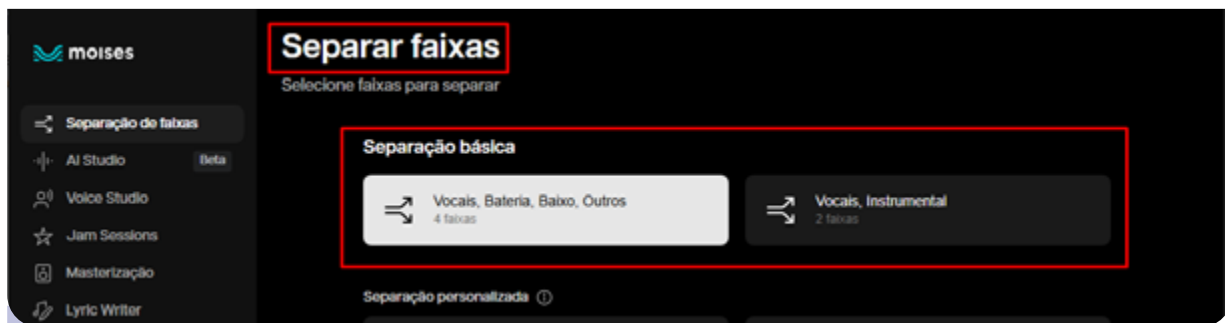 moises
Separação de faixas
AI Studio Beta
Voice Studio
Jam Sessions
Masterização
Lyric Writer
Separar faixas
Selecione faixas para separar
Separação básica
Vocais, Bateria, Baixo, Outros
4 faixas
Vocais, Instrumental
2 faixas
Separação personalizada